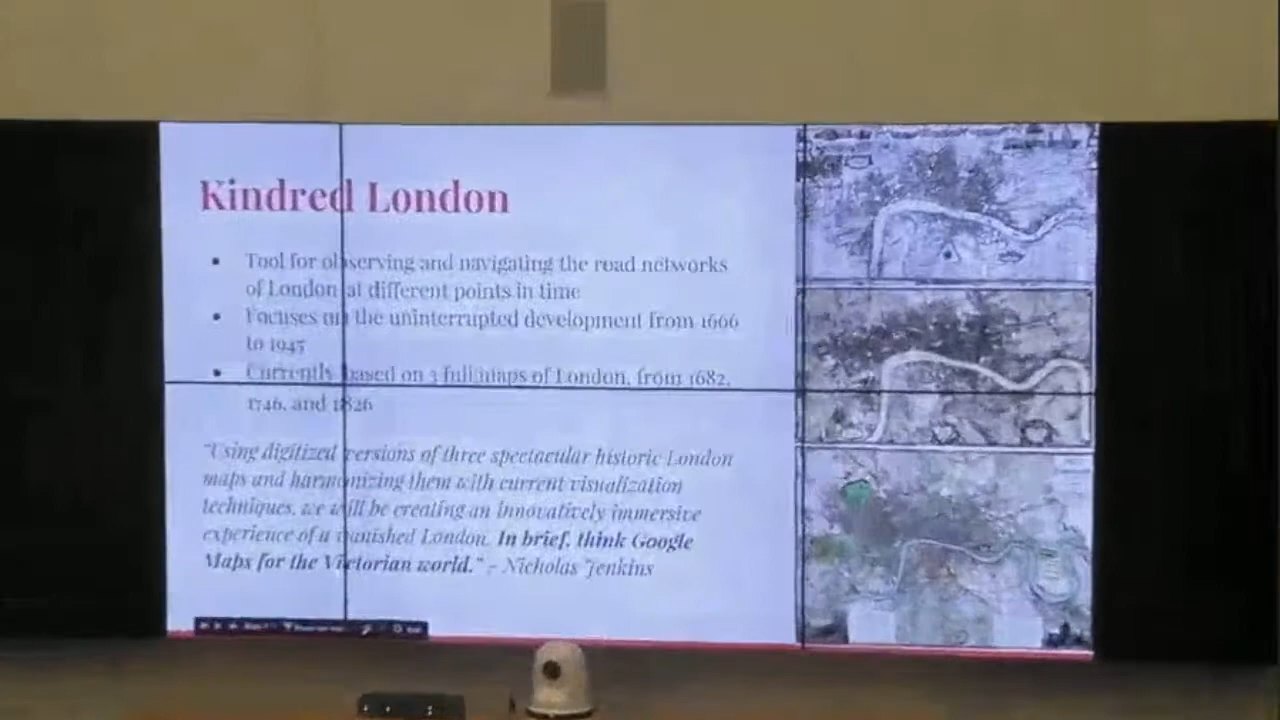 Kindred London
• Tool for observing and navigating the road networks
of London at different points in time
• Focuses on the uninterrupted development from 1666
to 1945
• Currently based on 3 full maps of London, from 1682,
1746, and 1826
"Using digitized versions of three spectacular historic London
maps and harmonizing them with current visualization
techniques, we will be creating an innovatively immersive
experience of a vanished London. In brief, think Google
Maps for the Victorian world." - Nicholas Jenkins